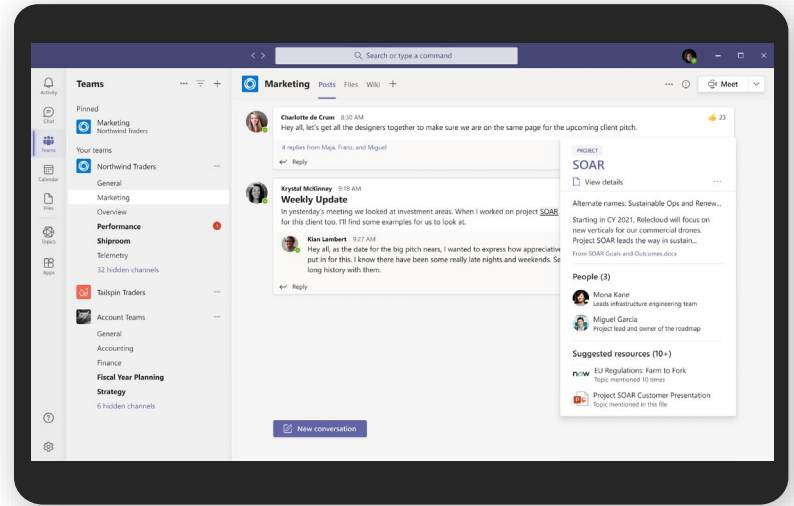 Search or type a command
Activity
Chat
Teams
Calendar
Files
Topics
Apps
Teams
Pinned
Marketing
Northwind Traders
Your teams
Northwind Traders
General
Marketing
Overview
Performance
Shiproom
Telemetry
32 hidden channels
Tailspin Traders
Account Teams
General
Accounting
Finance
Fiscal Year Planning
Strategy
6 hidden channels
Marketing Posts Files Wiki
Meet
Charlotte de Crum 8:30 AM
23
Hey all, let's get all the designers together to make sure we are on the same page for the upcoming client pitch.
4 replies from Maja, Franz, and Miguel
Reply
Krystal McKinney 9:18 AM
Weekly Update
In yesterday's meeting we looked at investment areas. When I worked on project SOAR
for this client too. I'll find some examples for us to look at.
Kian Lambert 9:27 AM
Hey all, as the date for the big pitch nears, I wanted to express how appreciative
put in for this. I know there have been some really late nights and weekends. Se
long history with them.
Reply
New conversation
PROJECT
SOAR
View details
Alternate names: Sustainable Ops and Renew...
Starting in CY 2021, Relecloud will focus on
new verticals for our commercial drones.
Project SOAR leads the way in sustain...
From SOAR Goals and Outcomes.docx
People (3)
Mona Kane
Leads infrastructure engineering team
Miguel Garcia
Project lead and owner of the roadmap
Suggested resources (10+)
now
EU Regulations: Farm to Fork
Topic mentioned 10 times
Project SOAR Customer Presentation
Topic mentioned in this file